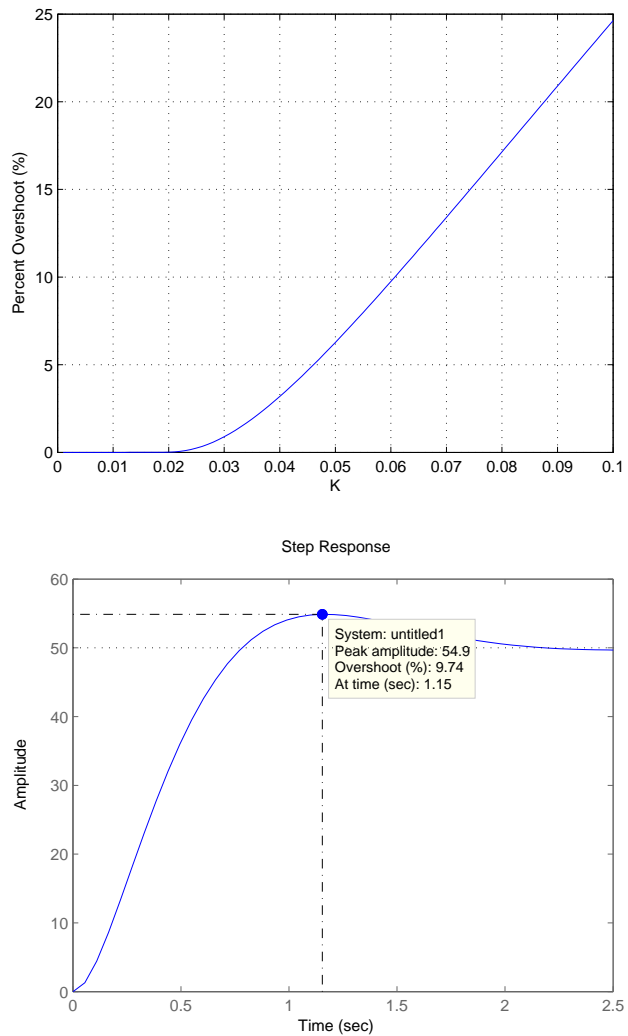 25
20
15
10
5
0
Percent Overshoot (%)
0 0.01 0.02 0.03 0.04 0.05 0.06 0.07 0.08 0.09 0.1
K
Step Response
60
50
40
30
20
10
0
Amplitude
System: untitled1
Peak amplitude: 54.9
Overshoot (%): 9.74
At time (sec): 1.15
0 0.5 1 1.5 2 2.5
Time (sec)